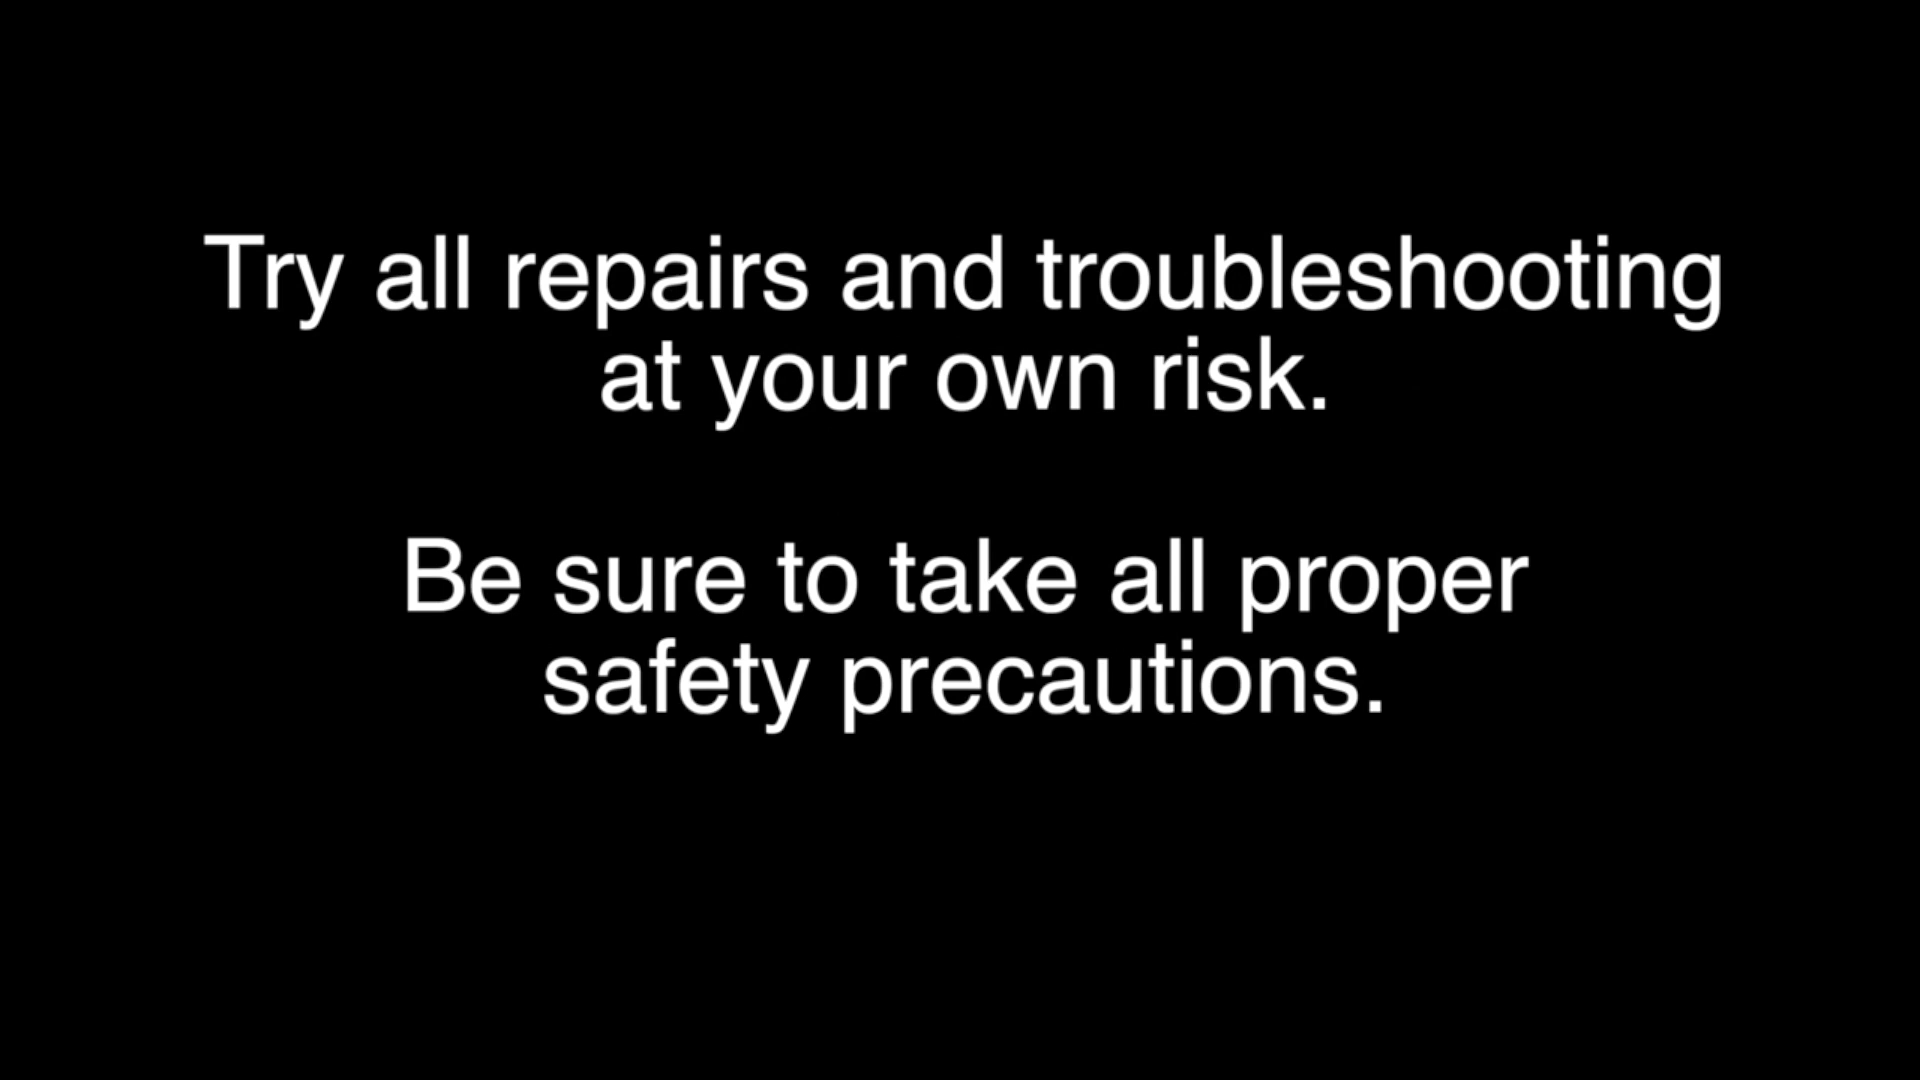 Try all repairs and troubleshooting
at your own risk.
Be sure to take all proper
safety precautions.